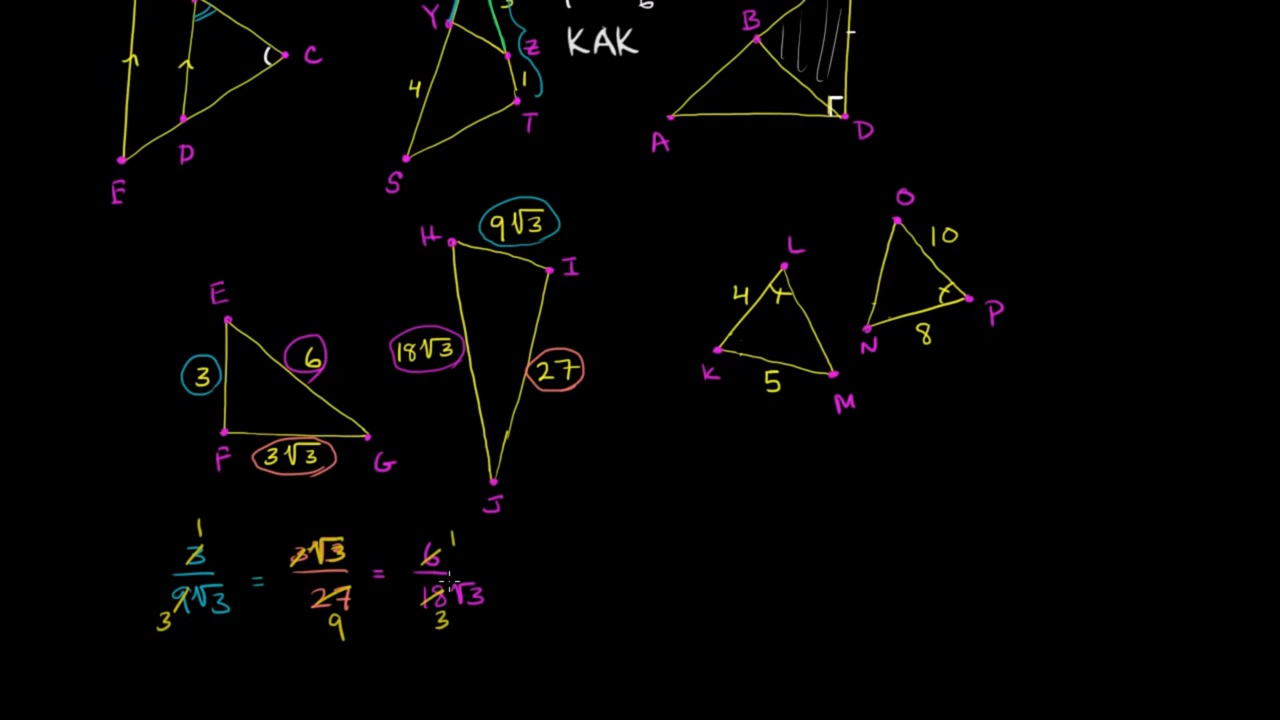 Y
Z
KAK
B
C
4
1
T
A
D
D
E
S
O
H
9√3
I
10
L
E
4
P
18√3
N
8
3
6
27
K
5
M
F
3√3
G
J
1
3/9√3 = 3√3/27 = 6/18√3
1
3
9
3